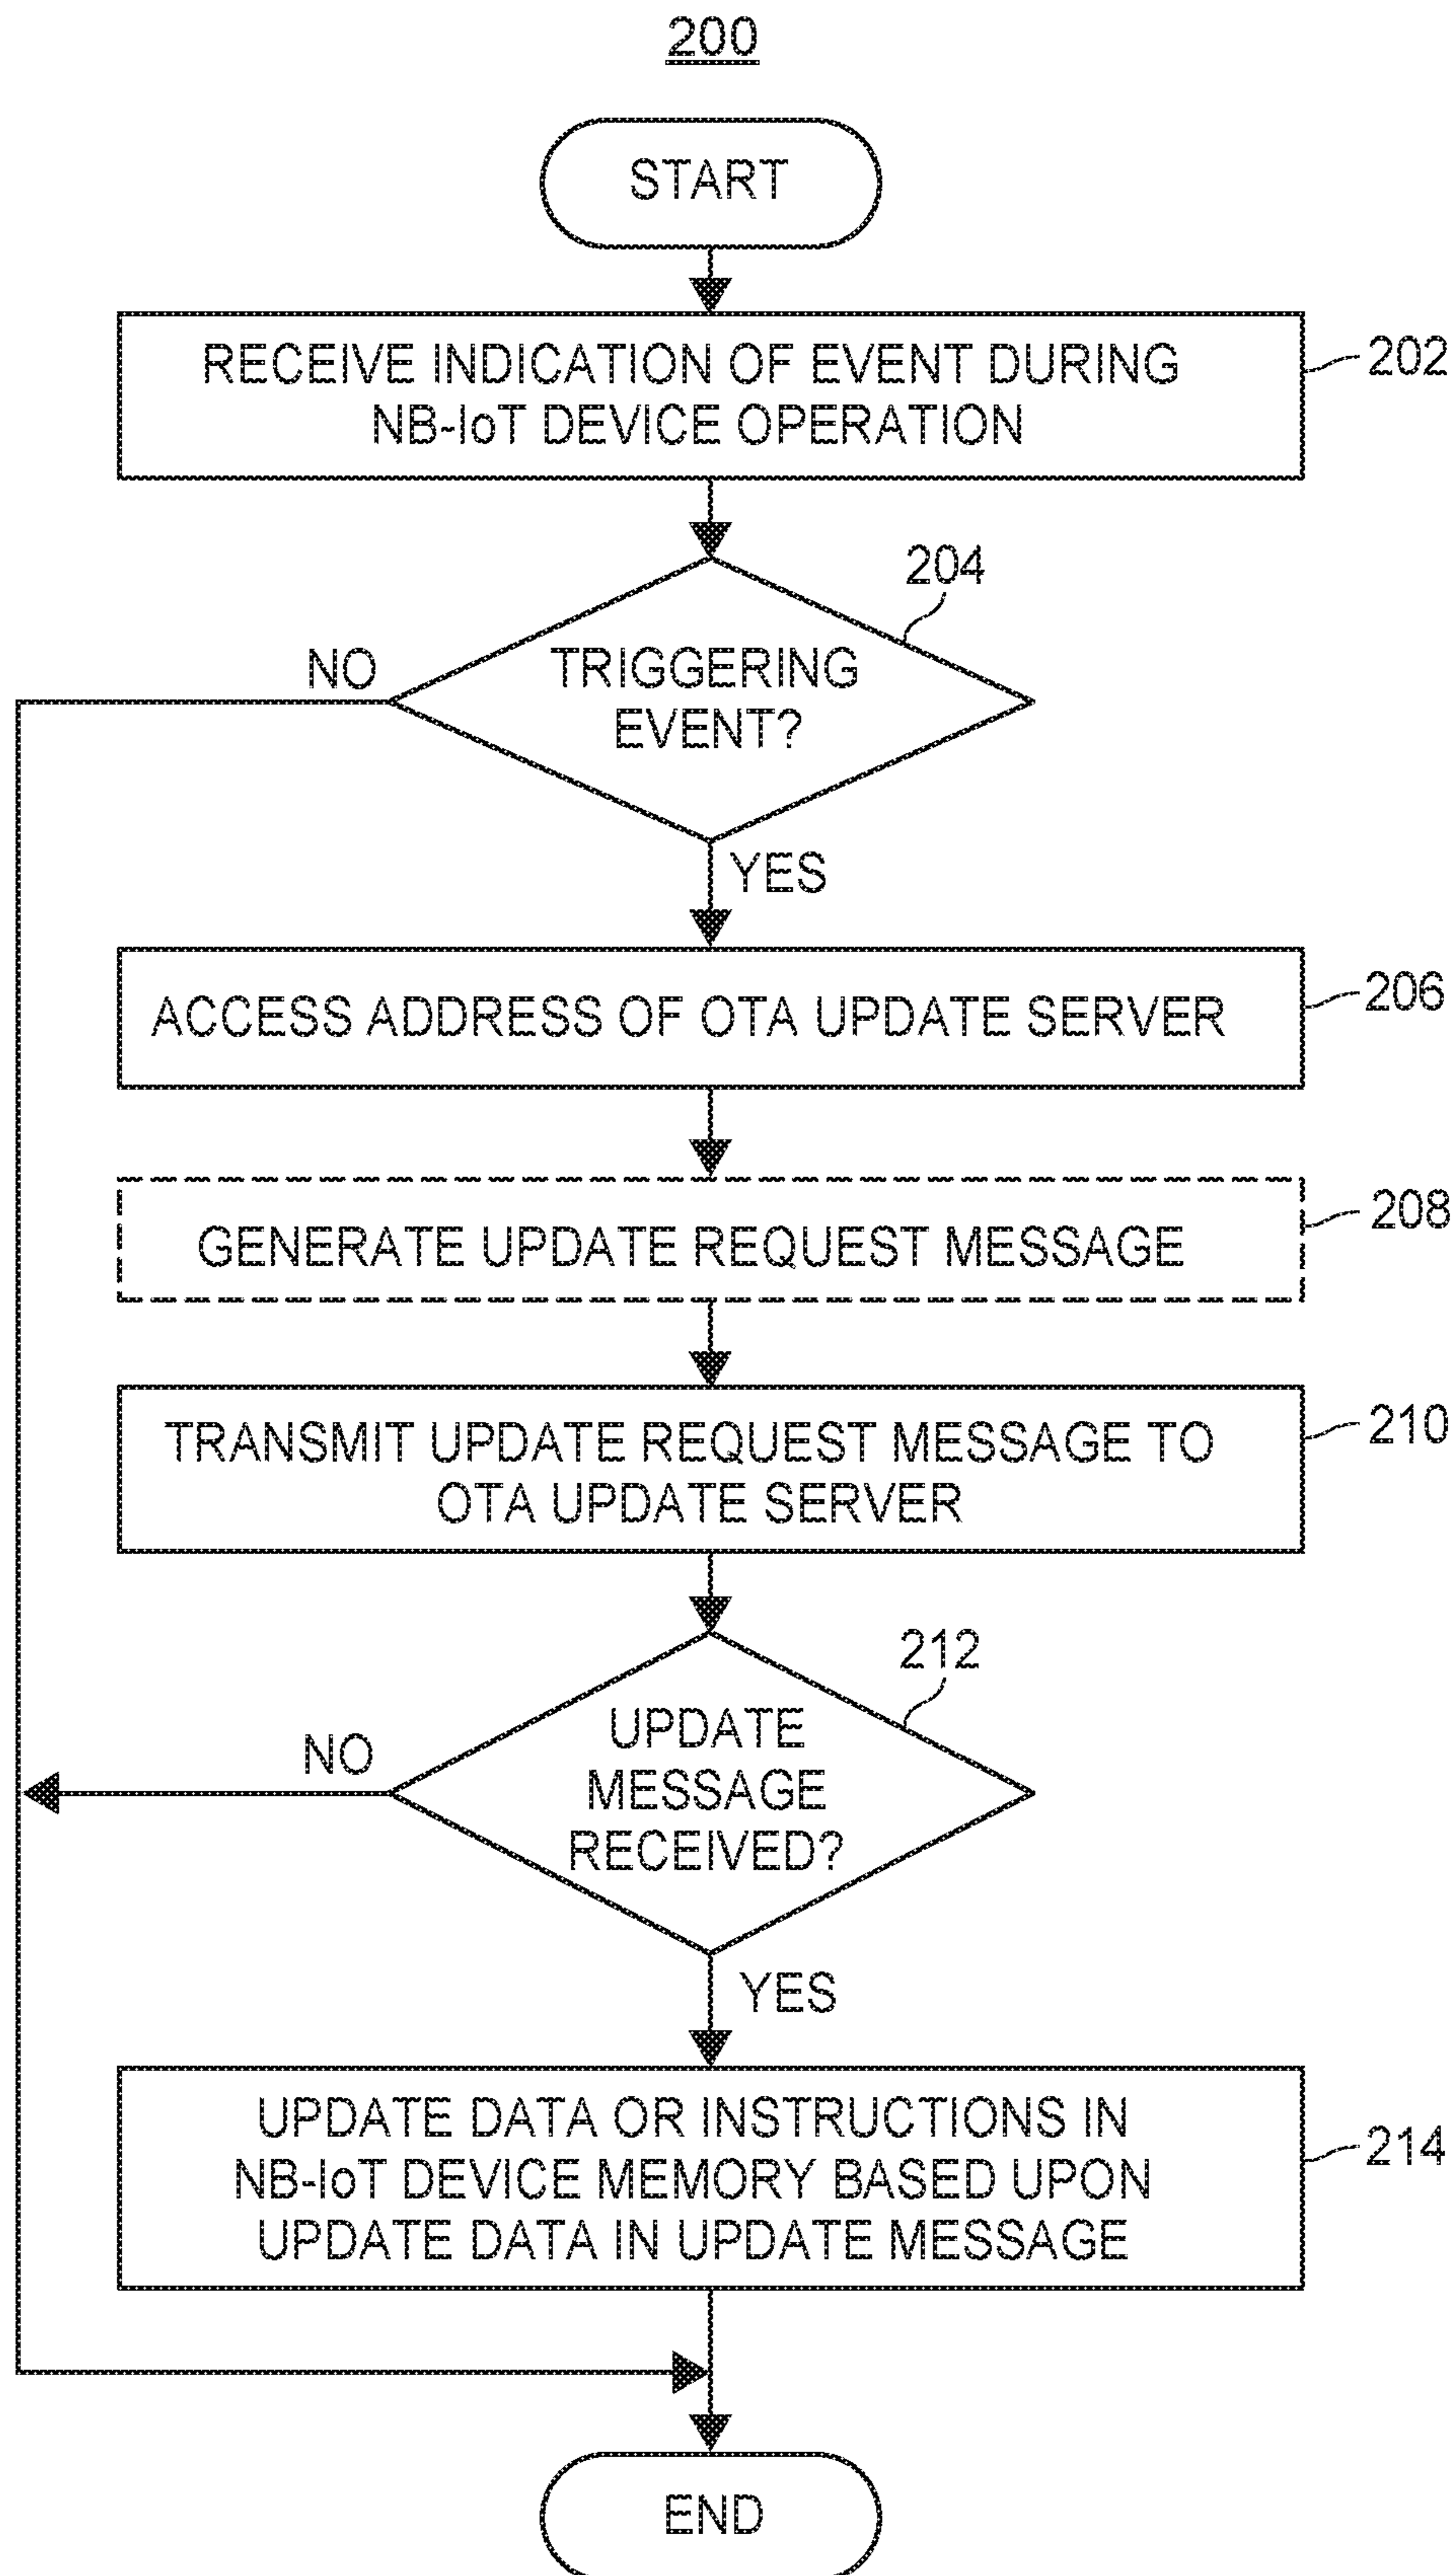 200
START
RECEIVE INDICATION OF EVENT DURING
NB-IoT DEVICE OPERATION
202
204
TRIGGERING
EVENT?
NO
YES
ACCESS ADDRESS OF OTA UPDATE SERVER
206
GENERATE UPDATE REQUEST MESSAGE
208
TRANSMIT UPDATE REQUEST MESSAGE TO
OTA UPDATE SERVER
210
212
UPDATE
MESSAGE
RECEIVED?
NO
YES
UPDATE DATA OR INSTRUCTIONS IN
NB-IoT DEVICE MEMORY BASED UPON
UPDATE DATA IN UPDATE MESSAGE
214
END